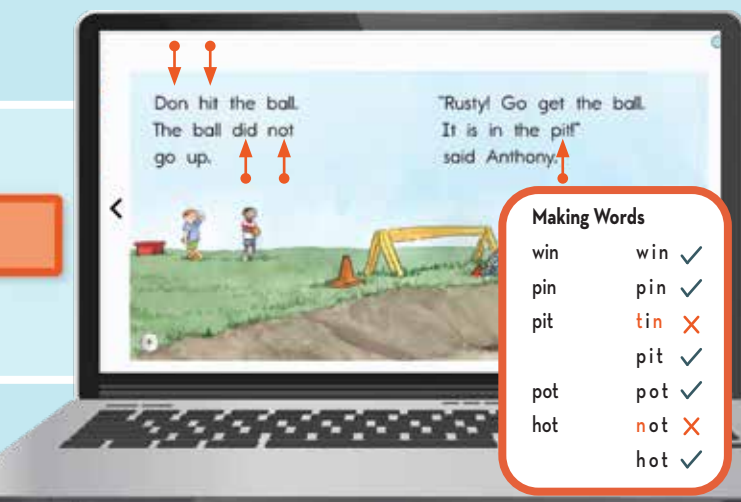 Don hit the ball.
The ball did not
go up.
"Rusty! Go get the ball.
It is in the pit!"
said Anthony.
Making Words
win win ✓
pin pin ✓
pit tin ✗
pit ✓
pot pot ✓
hot not ✗
hot ✓